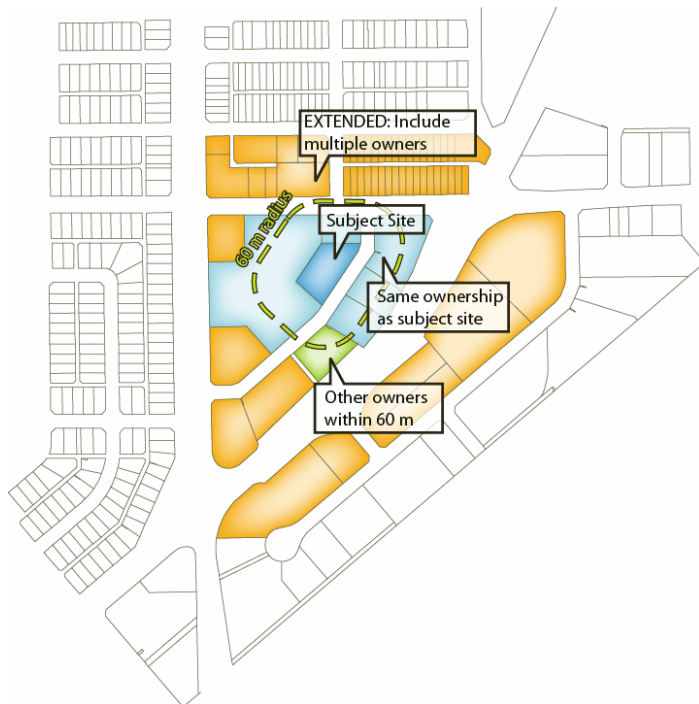 EXTENDED: Include
multiple owners
60 m radius
Subject Site
Same ownership
as subject site
Other owners
within 60 m